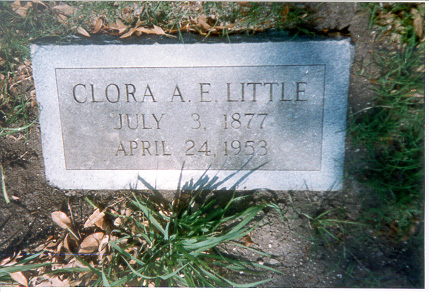 CLORA A. E. LITTLE
JULY 3, 1877
APRIL 24, 1953